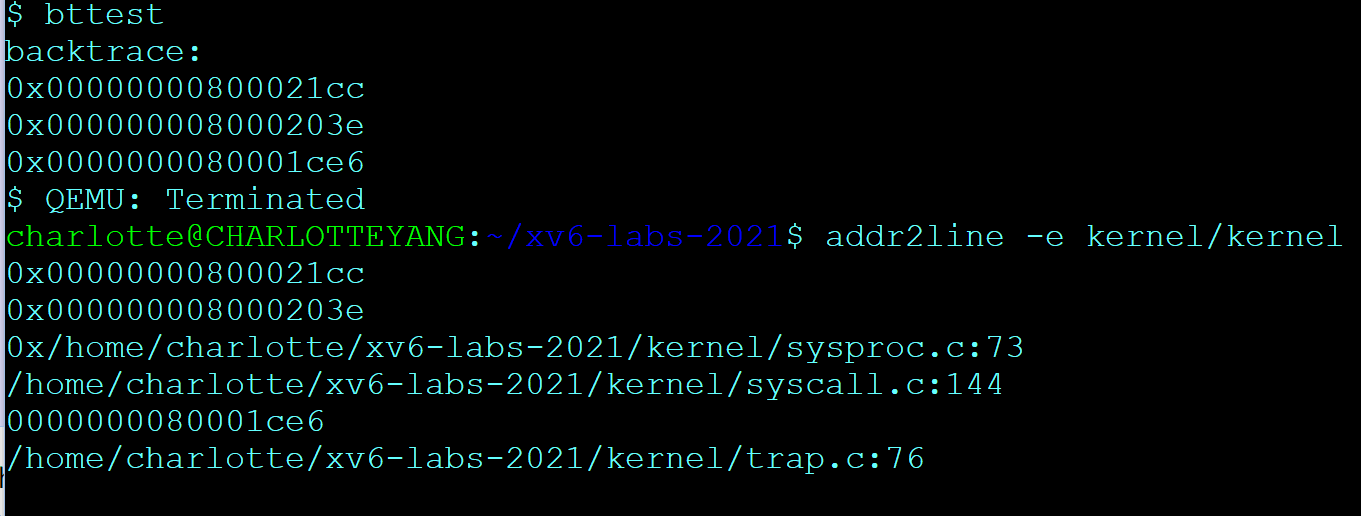 $ bttest
backtrace:
0x00000000800021cc
0x000000008000203e
0x0000000080001ce6
$ QEMU: Terminated
charlotte@CHARLOTTEYANG:~/xv6-labs-2021$ addr2line -e kernel/kernel
0x00000000800021cc
0x000000008000203e
0x/home/charlotte/xv6-labs-2021/kernel/sysproc.c:73
/home/charlotte/xv6-labs-2021/kernel/syscall.c:144
0000000080001ce6
/home/charlotte/xv6-labs-2021/kernel/trap.c:76